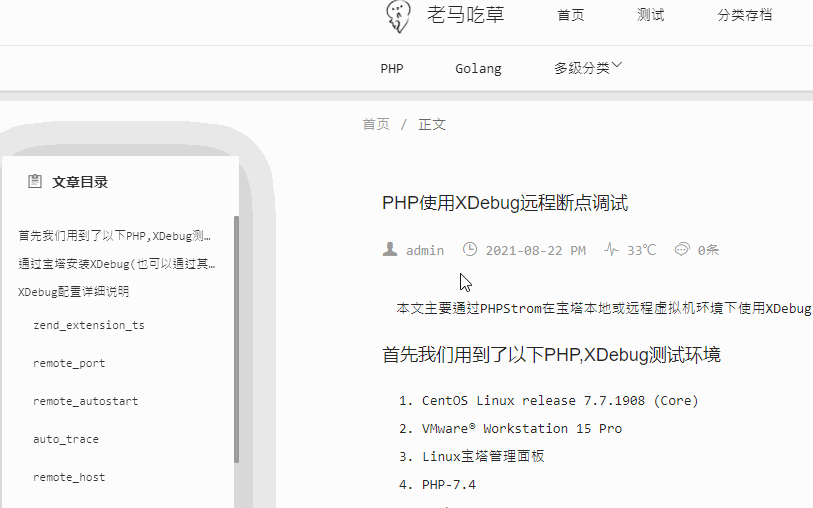 老马吃草 首页 测试 分类存档
PHP Golang 多级分类
首页 / 正文
文章目录
首先我们用到了以下PHP,XDebug测…
通过宝塔安装XDebug(也可以通过其…
XDebug配置详细说明
zend_extension_ts
remote_port
remote_autostart
auto_trace
remote_host
PHP使用XDebug远程断点调试
admin 2021-08-22 PM 33℃ 0条
本文主要通过PHPStrom在宝塔本地或远程虚拟机环境下使用XDebug
首先我们用到了以下PHP,XDebug测试环境
1. CentOS Linux release 7.7.1908 (Core)
2. VMware® Workstation 15 Pro
3. Linux宝塔管理面板
4. PHP-7.4